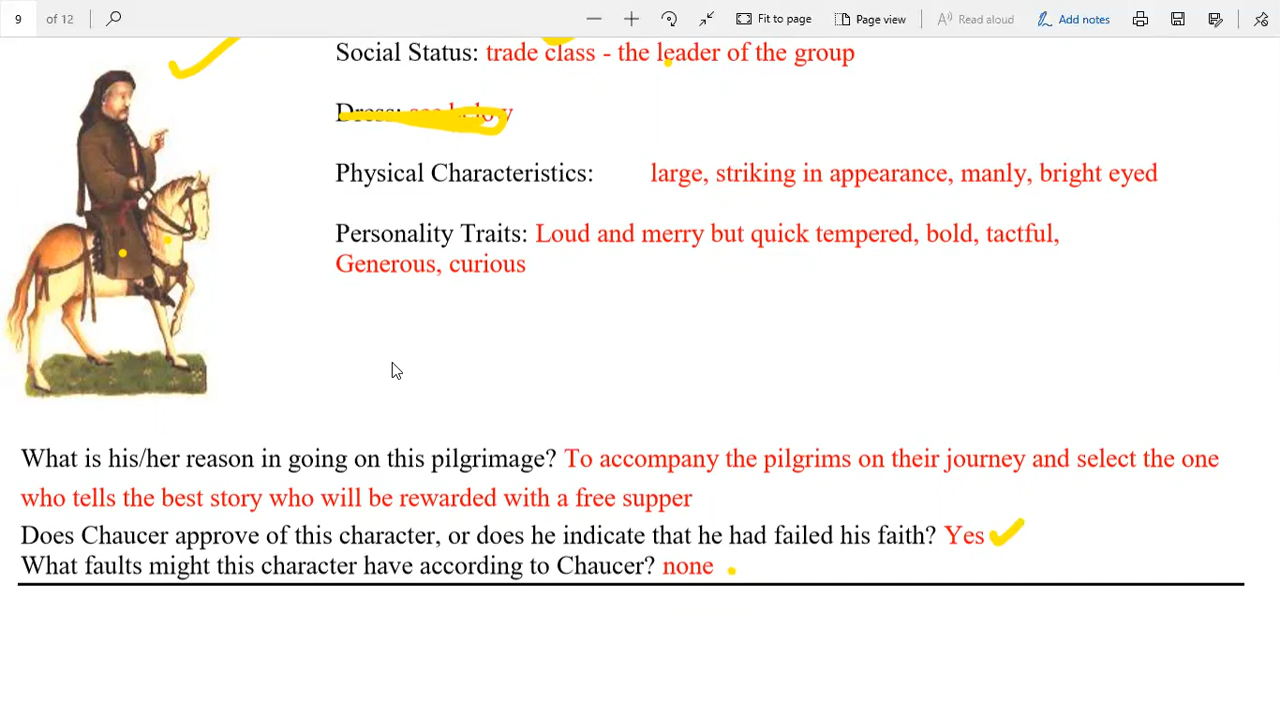 9 of 12 Fit to page Page view Read aloud Add notes
Social Status: trade class - the leader of the group
Dress: see below
Physical Characteristics: large, striking in appearance, manly, bright eyed
Personality Traits: Loud and merry but quick tempered, bold, tactful,
Generous, curious
What is his/her reason in going on this pilgrimage? To accompany the pilgrims on their journey and select the one
who tells the best story who will be rewarded with a free supper
Does Chaucer approve of this character, or does he indicate that he had failed his faith? Yes
What faults might this character have according to Chaucer? none